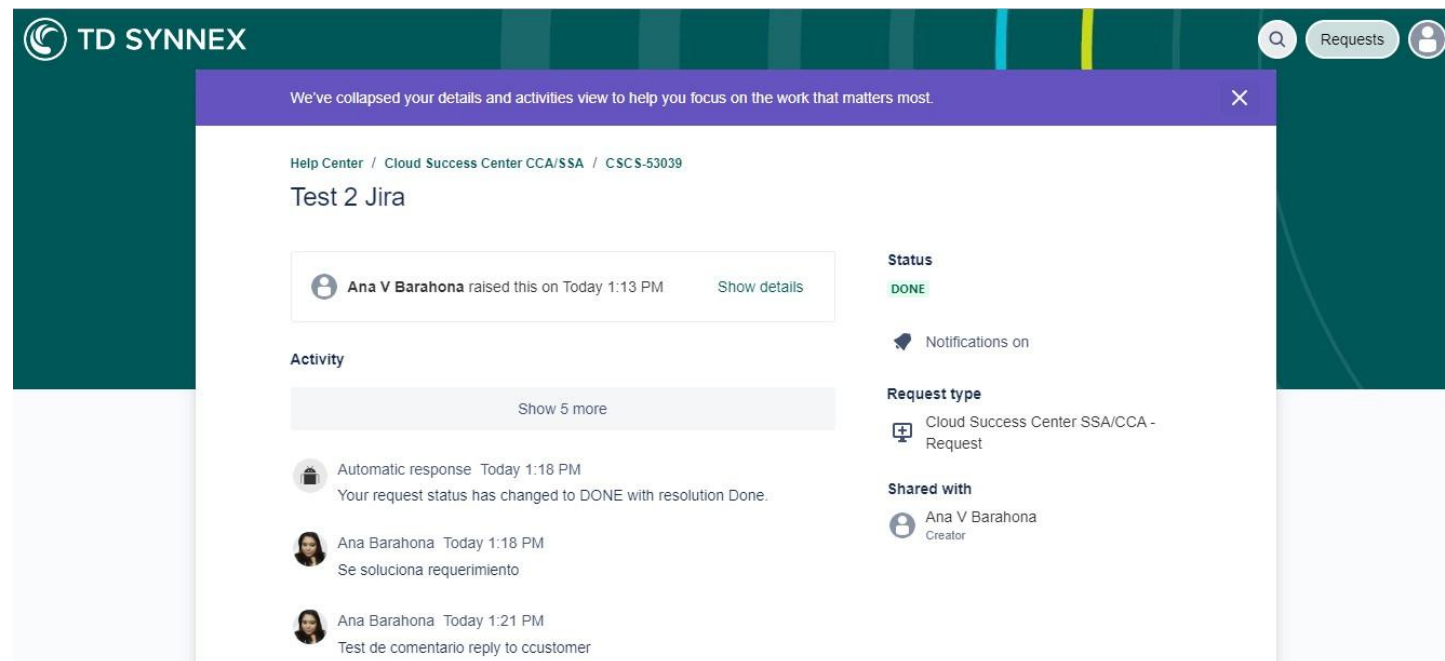 TD SYNNEX
Requests
We've collapsed your details and activities view to help you focus on the work that matters most.
Help Center / Cloud Success Center CCA/SSA / CSCS-53039
Test 2 Jira
Ana V Barahona raised this on Today 1:13 PM
Show details
Activity
Show 5 more
Automatic response Today 1:18 PM
Your request status has changed to DONE with resolution Done.
Ana Barahona Today 1:18 PM
Se soluciona requerimiento
Ana Barahona Today 1:21 PM
Test de comentario reply to ccustomer
Status
DONE
Notifications on
Request type
Cloud Success Center SSA/CCA -
Request
Shared with
Ana V Barahona
Creator